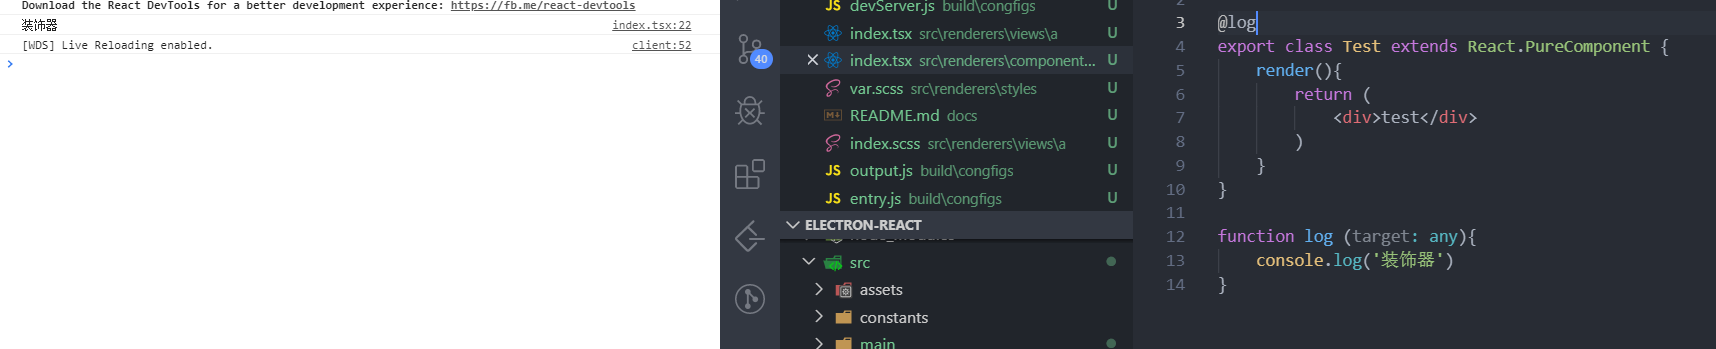 Download the React DevTools for a better development experience: https://fb.me/react-devtools
装饰器 index.tsx:22
[WDS] Live Reloading enabled. client:52
>
40
devServer.js build\congfigs U
index.tsx src\renderers\views\a U
index.tsx src\renderers\component... U
var.scss src\renderers\styles U
README.md docs U
index.scss src\renderers\views\a U
JS output.js build\congfigs U
JS entry.js build\congfigs U
ELECTRON-REACT
node_modules
src
assets
constants
main
2
3 @log
4 export class Test extends React.PureComponent {
5 render(){
6 return (
7 <div>test</div>
8 )
9 }
10 }
11
12 function log (target: any){
13 console.log('装饰器')
14 }